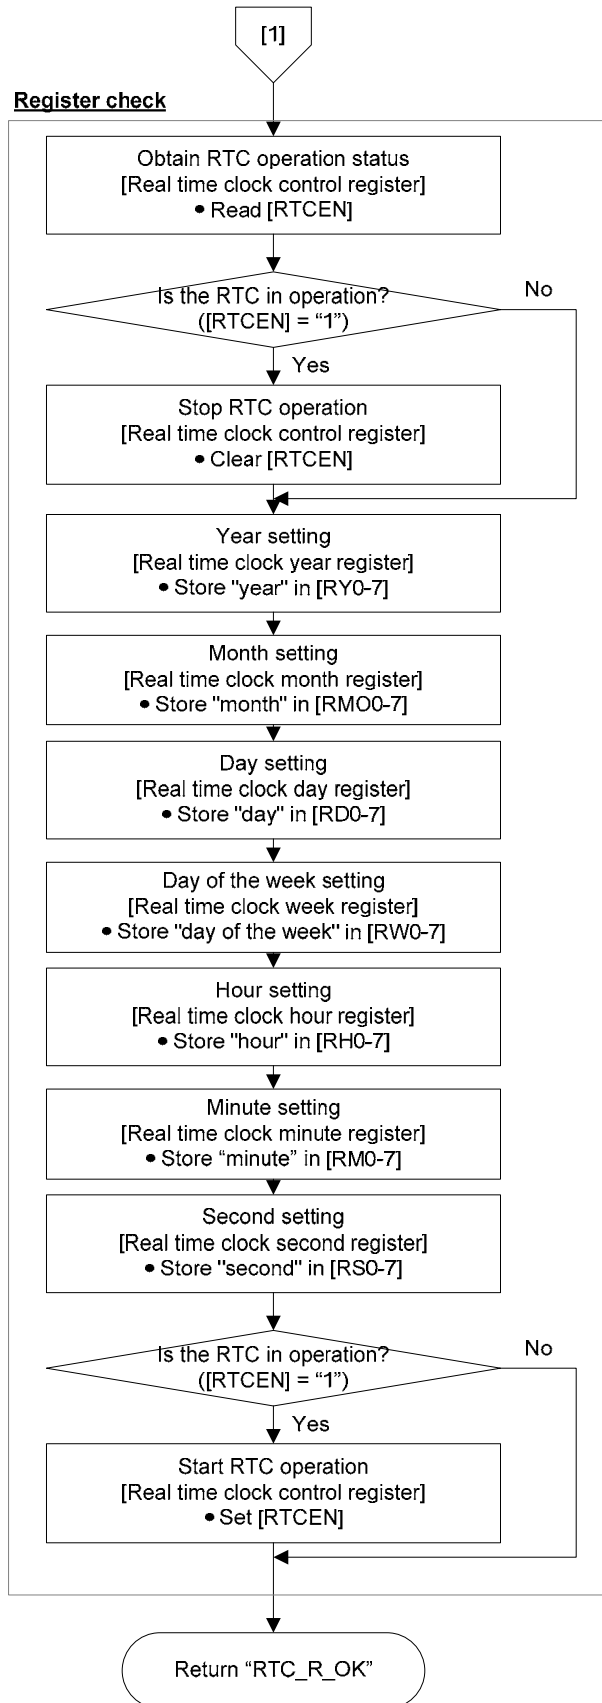 [1]
Register check
Obtain RTC operation status
[Real time clock control register]
• Read [RTCEN]
Is the RTC in operation?
([RTCEN] = “1”)
No
Yes
Stop RTC operation
[Real time clock control register]
• Clear [RTCEN]
Year setting
[Real time clock year register]
• Store "year" in [RY0-7]
Month setting
[Real time clock month register]
• Store "month" in [RMO0-7]
Day setting
[Real time clock day register]
• Store "day" in [RD0-7]
Day of the week setting
[Real time clock week register]
• Store "day of the week" in [RW0-7]
Hour setting
[Real time clock hour register]
• Store "hour" in [RH0-7]
Minute setting
[Real time clock minute register]
• Store “minute” in [RM0-7]
Second setting
[Real time clock second register]
• Store "second" in [RS0-7]
Is the RTC in operation?
([RTCEN] = “1”)
No
Yes
Start RTC operation
[Real time clock control register]
• Set [RTCEN]
Return “RTC_R_OK”